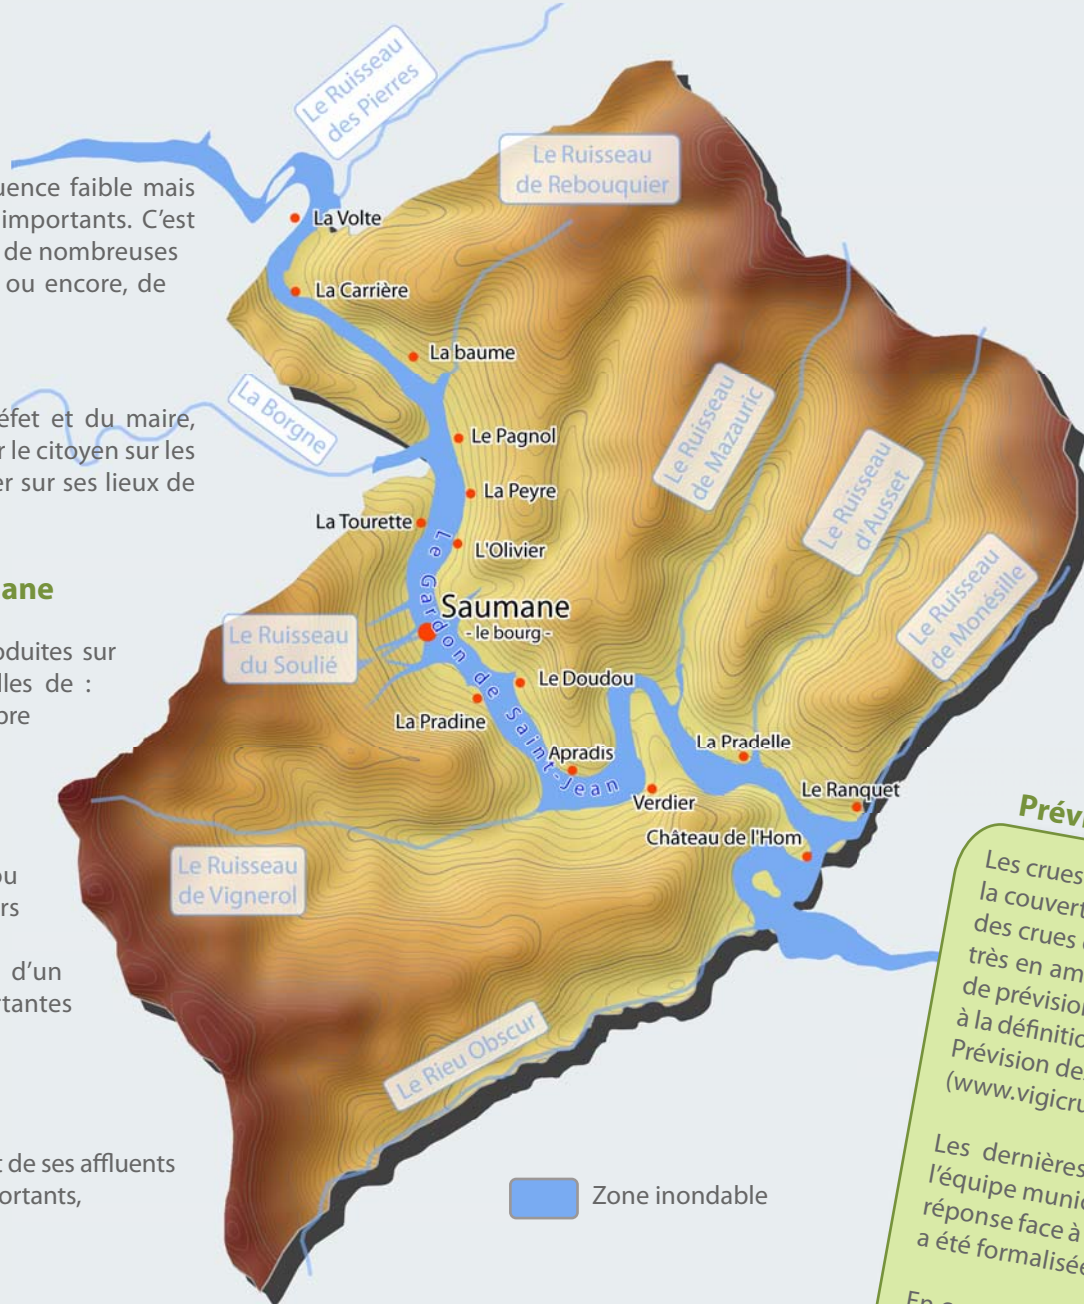 Le Ruisseau
des Pierres
Le Ruisseau
de Rebouquier
uence faible mais
importants. C'est
de nombreuses
ou encore, de
La Volte
La Carrière
La baume
La Borgne
éfet et du maire,
r le citoyen sur les
er sur ses lieux de
Le Pagnol
La Peyre
La Tourette
L'Olivier
Le Ruisseau
de Mazauric
Le Ruisseau
d'Ausset
Le Ruisseau
de Monésille
ane
Saumane
- le bourg -
Le Gardon de Saint-Jean
Le Ruisseau
du Soulié
oduites sur
lles de :
bre
Le Doudou
La Pradine
Apradis
La Pradelle
Verdier
Le Ranquet
Château de l'Hom
Le Ruisseau
de Vignerol
ou
rs
d'un
rtantes
Le Rieu Obscur
t de ses affluents
ortants,
Zone inondable
Prévi
Les crues
la couvert
des crues
très en am
de prévision
à la définitio
Prévision de
(www.vigicru
Les dernières
l'équipe munic
réponse face à
a été formalisée